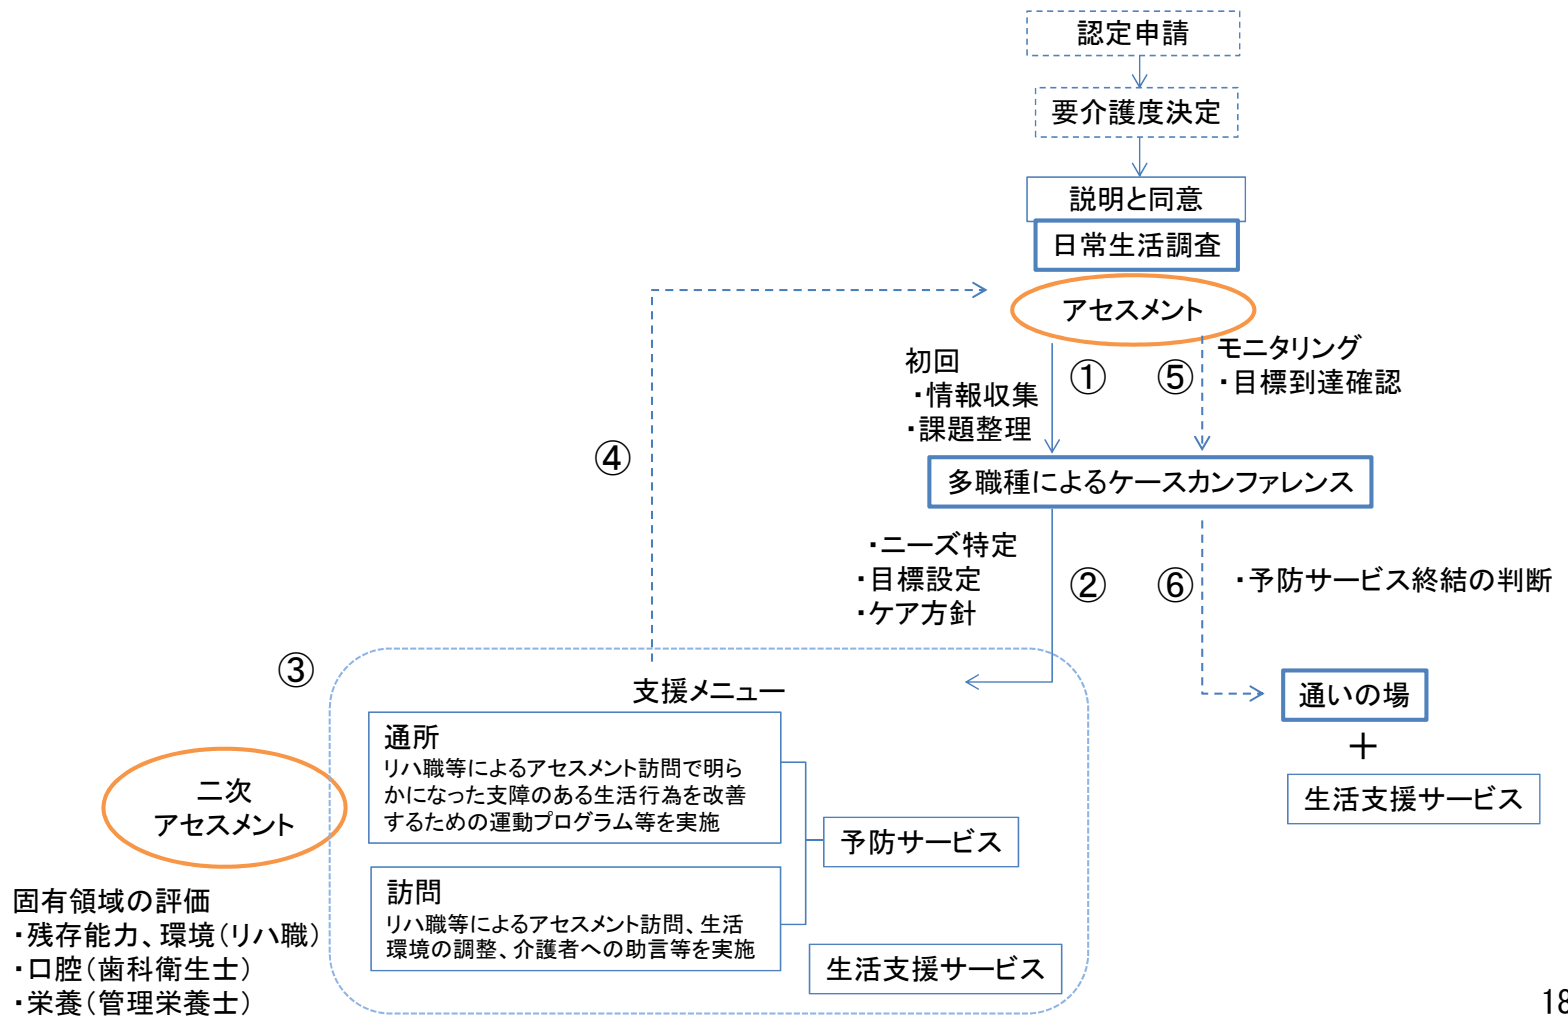 認定申請
要介護度決定
説明と同意
日常生活調査
アセスメント
初回
・情報収集
・課題整理
①
⑤
モニタリング
・目標到達確認
④
多職種によるケースカンファレンス
・ニーズ特定
・目標設定
・ケア方針
②
⑥
・予防サービス終結の判断
③
支援メニュー
通所
リハ職等によるアセスメント訪問で明ら
かになった支障のある生活行為を改善
するための運動プログラム等を実施
予防サービス
訪問
リハ職等によるアセスメント訪問、生活
環境の調整、介護者への助言等を実施
生活支援サービス
通いの場
＋
生活支援サービス
二次
アセスメント
固有領域の評価
・残存能力、環境（リハ職）
・口腔（歯科衛生士）
・栄養（管理栄養士）
18